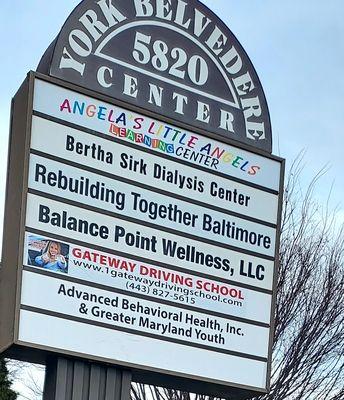 YORK BELVEDERE
5820
CENTER
ANGELA'S LITTLE ANGELS
LEARNING CENTER
Bertha Sirk Dialysis Center
Rebuilding Together Baltimore
Balance Point Wellness, LLC
GATEWAY DRIVING SCHOOL
www.1gatewaydrivingschool.com
(443) 827-5615
Advanced Behavioral Health, Inc.
& Greater Maryland Youth